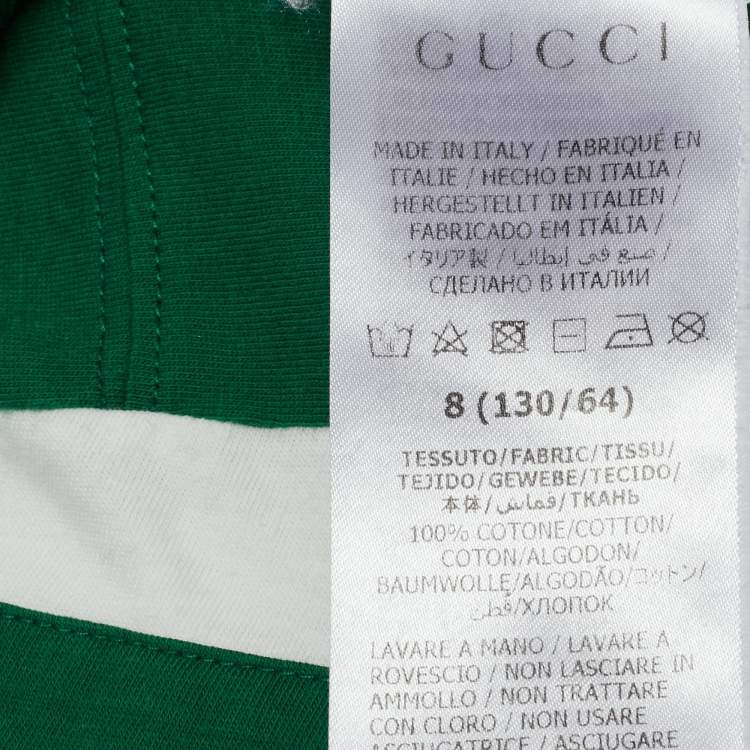 GUCCI
MADE IN ITALY / FABRIQUÉ EN
ITALIE / HECHO EN ITALIA /
HERGESTELLT IN ITALIEN /
FABRICADO EM ITÁLIA /
イタリア製 / صنع في إيطاليا /
СДЕЛАНО В ИТАЛИИ
8 (130/64)
TESSUTO/FABRIC/TISSU/
TEJIDO/GEWEBE/TECIDO/
本体/قماش/ТКАНЬ
100% COTONE/COTTON/
COTON/ALGODON/
BAUMWOLLE/ALGODÃO/コットン/
قطن/ХЛОПОК
LAVARE A MANO / LAVARE A
ROVESCIO / NON LASCIARE IN
AMMOLLO / NON TRATTARE
CON CLORO / NON USARE
ASCIUGATRICE / ASCIUGARE